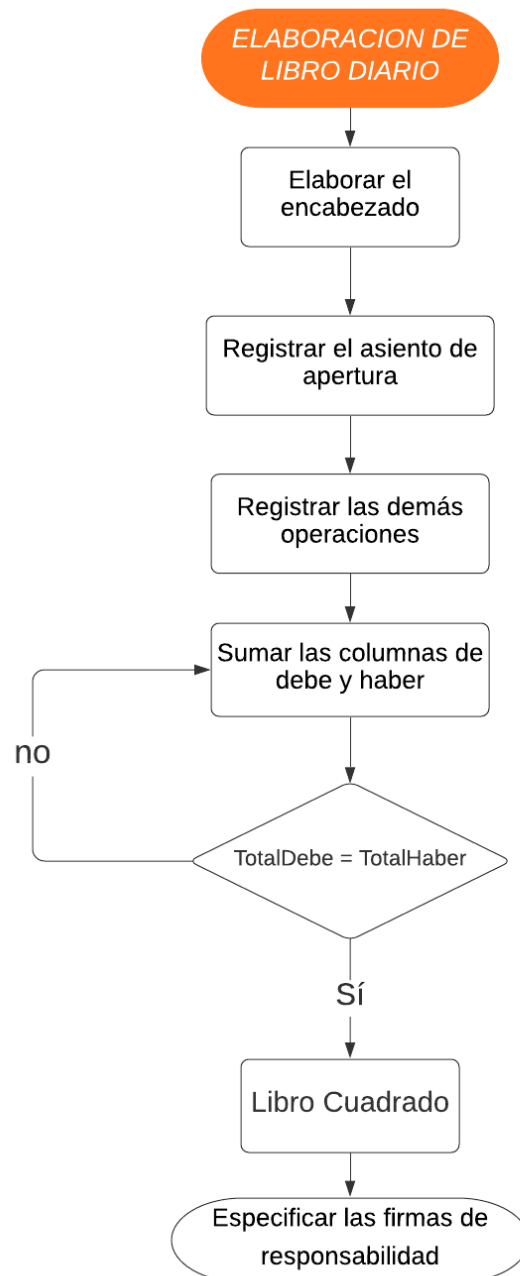 ELABORACION DE
LIBRO DIARIO
Elaborar el
encabezado
Registrar el asiento de
apertura
Registrar las demás
operaciones
Sumar las columnas de
debe y haber
no
TotalDebe = TotalHaber
Sí
Libro Cuadrado
Especificar las firmas de
responsabilidad